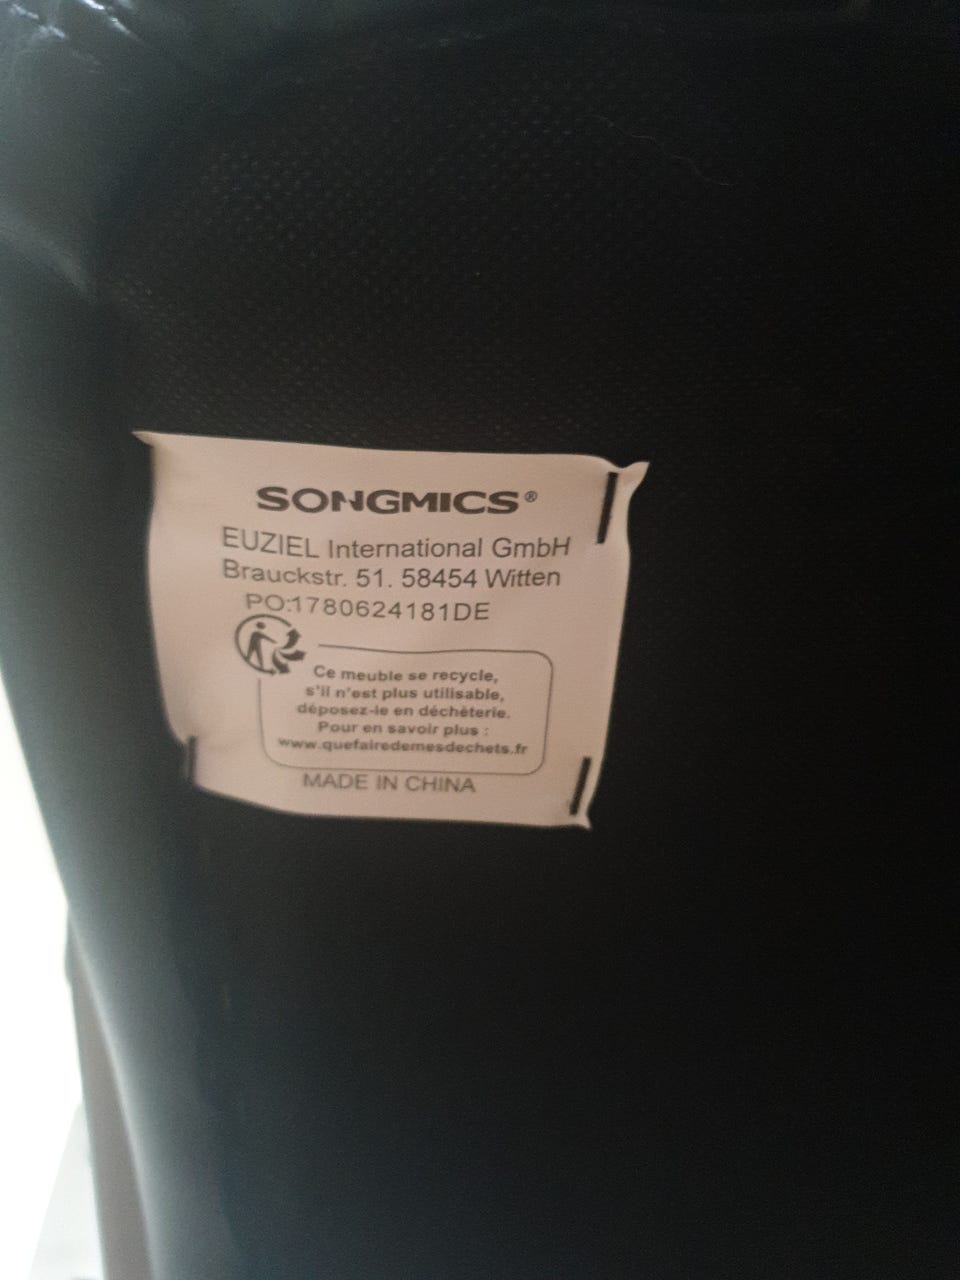 SONGMICS®
EUZIEL International GmbH
Brauckstr. 51. 58454 Witten
PO:1780624181DE
Ce meuble se recycle,
s'il n'est plus utilisable,
déposez-le en déchèterie.
Pour en savoir plus :
www.quefairedemesdechets.fr
MADE IN CHINA